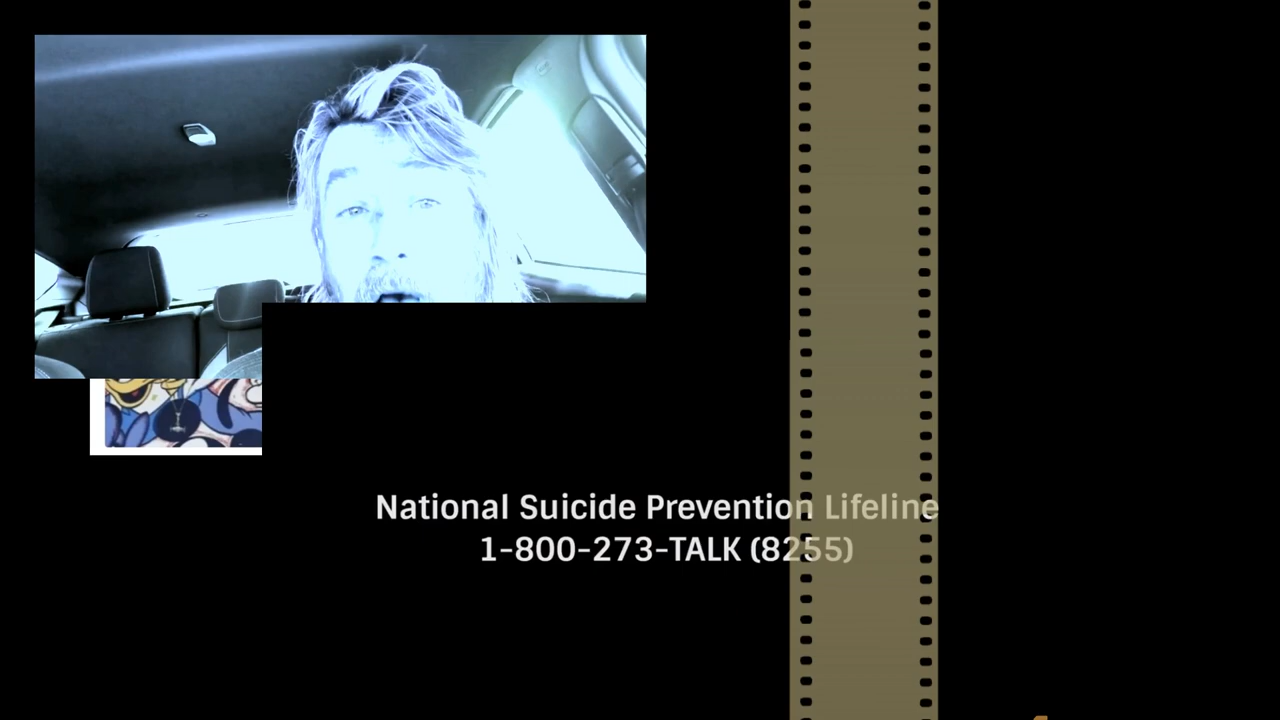 National Suicide Prevention Lifeline
1-800-273-TALK (8255)